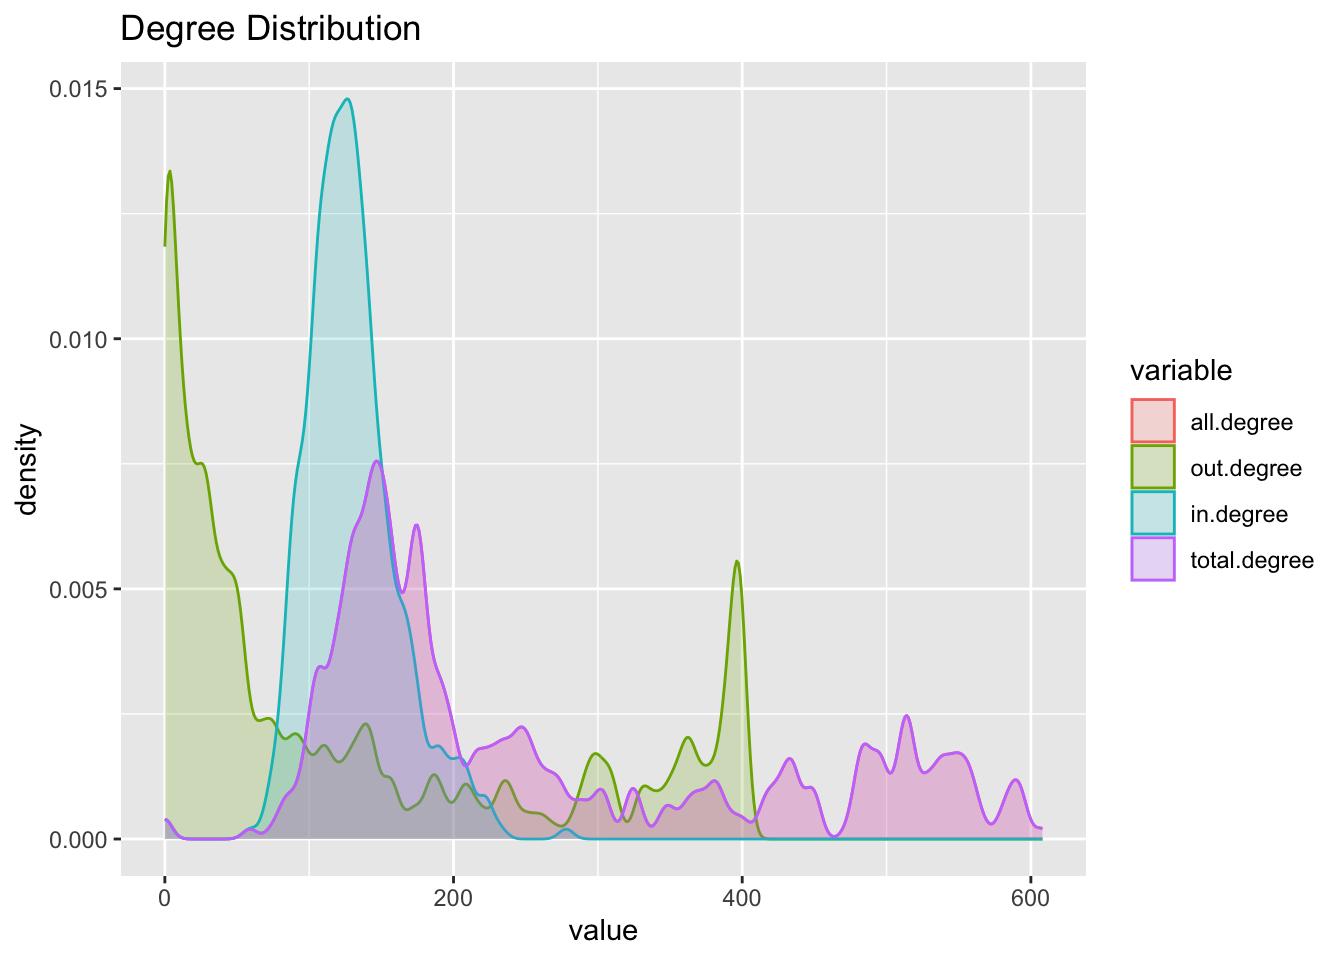 Degree Distribution
density
0.015
0.010
0.005
0.000
0
200
400
600
value
variable
all.degree
out.degree
in.degree
total.degree